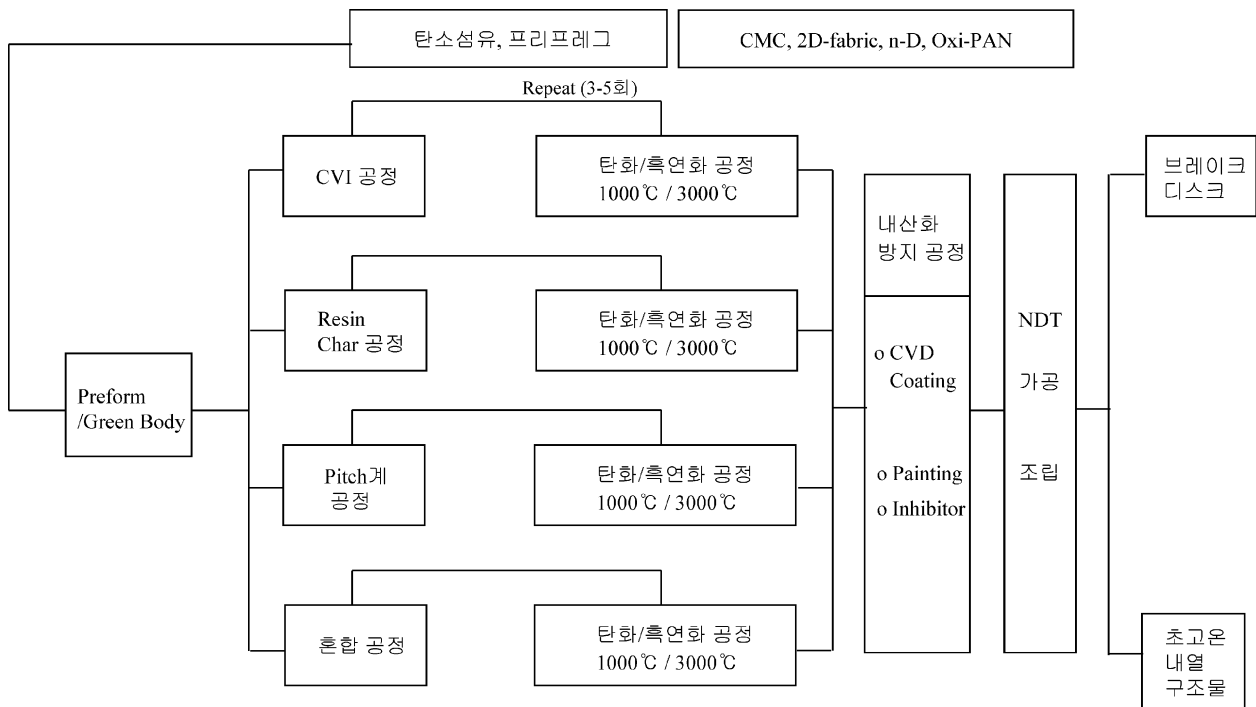 탄소섬유, 프리프레그
CMC, 2D-fabric, n-D, Oxi-PAN
Repeat (3-5회)
CVI 공정
탄화/흑연화 공정
1000℃ / 3000℃
Resin
Char 공정
탄화/흑연화 공정
1000℃ / 3000℃
Preform
/Green Body
Pitch계
공정
탄화/흑연화 공정
1000℃ / 3000℃
혼합 공정
탄화/흑연화 공정
1000℃ / 3000℃
내산화
방지 공정
o CVD
Coating
o Painting
o Inhibitor
NDT
가공
조립
브레이크
디스크
초고온
내열
구조물